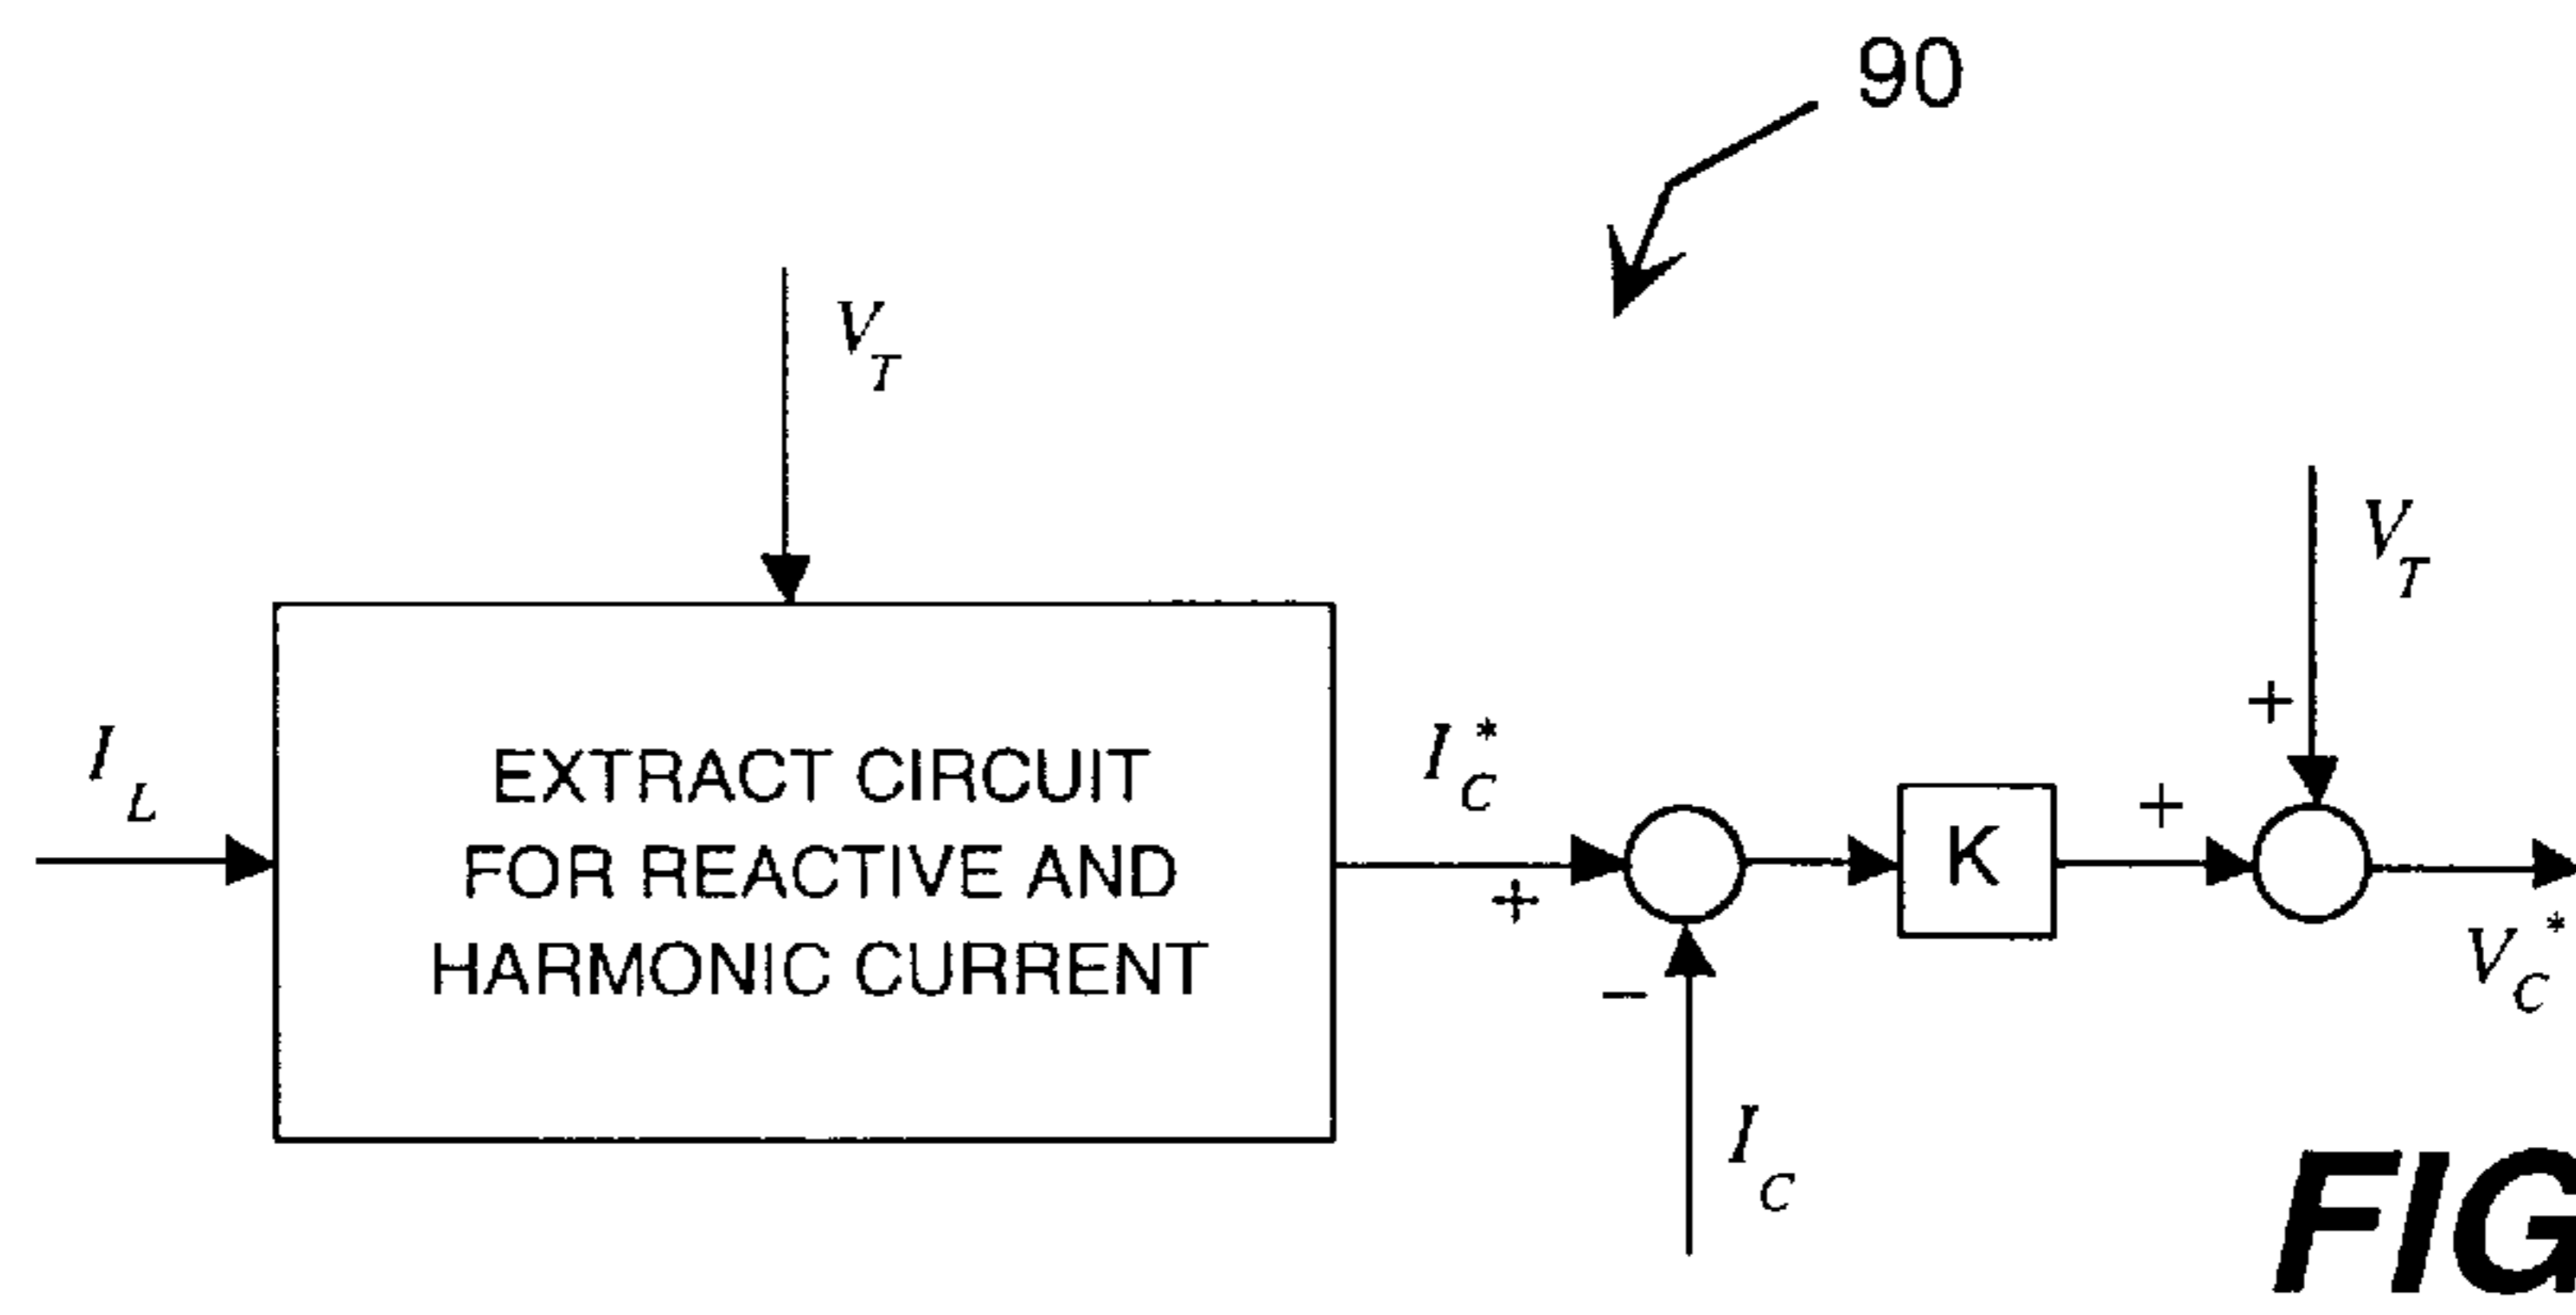 90
V_T
V_T
I_L
EXTRACT CIRCUIT
FOR REACTIVE AND
HARMONIC CURRENT
I_C^*
+
−
I_C
K
+
+
V_C^*
FIG